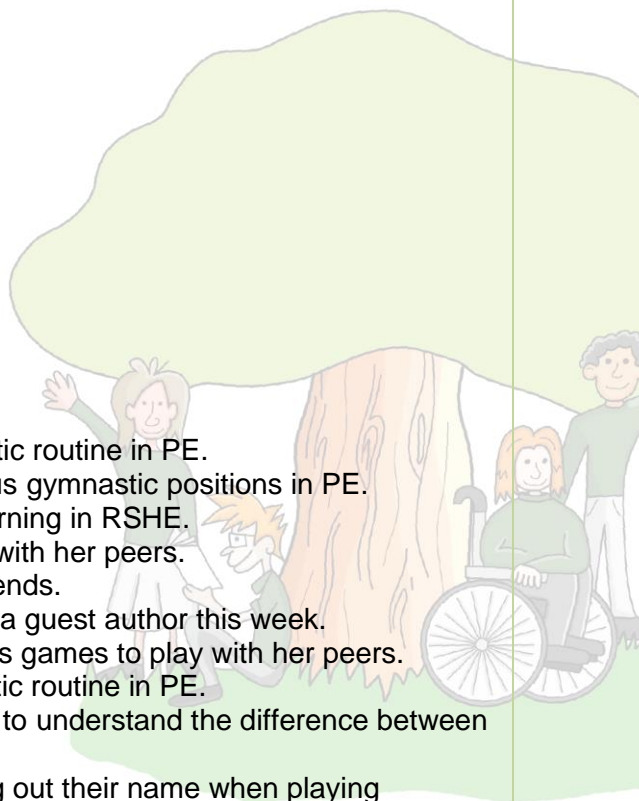 tic routine in PE.
us gymnastic positions in PE.
rning in RSHE.
with her peers.
ends.
a guest author this week.
s games to play with her peers.
tic routine in PE.
to understand the difference between
g out their name when playing